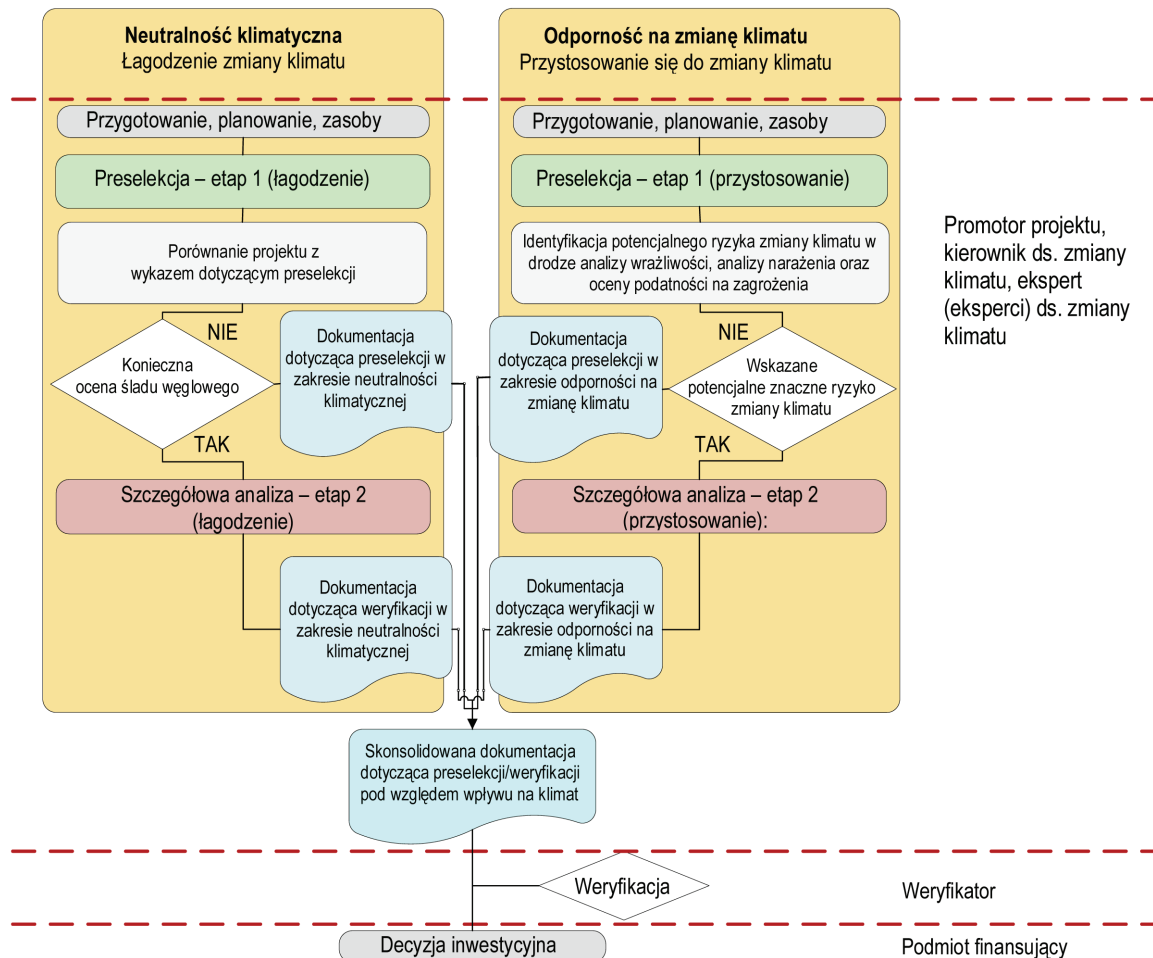 Neutralność klimatyczna
Łagodzenie zmiany klimatu
Przygotowanie, planowanie, zasoby
Preselekcja – etap 1 (łagodzenie)
Porównanie projektu z
wykazem dotyczącym preselekcji
NIE
Konieczna
ocena śladu węglowego
Dokumentacja
dotycząca preselekcji w
zakresie neutralności
klimatycznej
TAK
Szczegółowa analiza – etap 2
(łagodzenie)
Dokumentacja
dotycząca weryfikacji w
zakresie neutralności
klimatycznej
Odporność na zmianę klimatu
Przystosowanie się do zmiany klimatu
Przygotowanie, planowanie, zasoby
Preselekcja – etap 1 (przystosowanie)
Identyfikacja potencjalnego ryzyka zmiany klimatu w
drodze analizy wrażliwości, analizy narażenia oraz
oceny podatności na zagrożenia
Dokumentacja
dotycząca preselekcji w
zakresie odporności na
zmianę klimatu
NIE
Wskazane
potencjalne znaczne ryzyko
zmiany klimatu
TAK
Szczegółowa analiza – etap 2
(przystosowanie):
Dokumentacja
dotycząca weryfikacji w
zakresie odporności na
zmianę klimatu
Promotor projektu,
kierownik ds. zmiany
klimatu, ekspert
(eksperci) ds. zmiany
klimatu
Skonsolidowana dokumentacja
dotycząca preselekcji/weryfikacji
pod względem wpływu na klimat
Weryfikacja
Weryfikator
Decyzja inwestycyjna
Podmiot finansujący